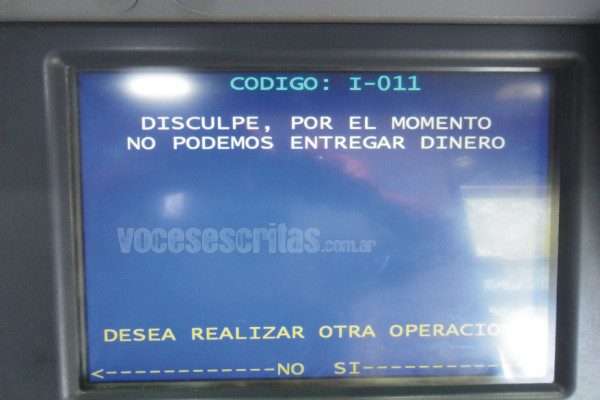 CODIGO: I-011
DISCULPE, POR EL MOMENTO
NO PODEMOS ENTREGAR DINERO
vocesescritas.com.ar
DESEA REALIZAR OTRA OPERACIO
<------------NO  SI------------